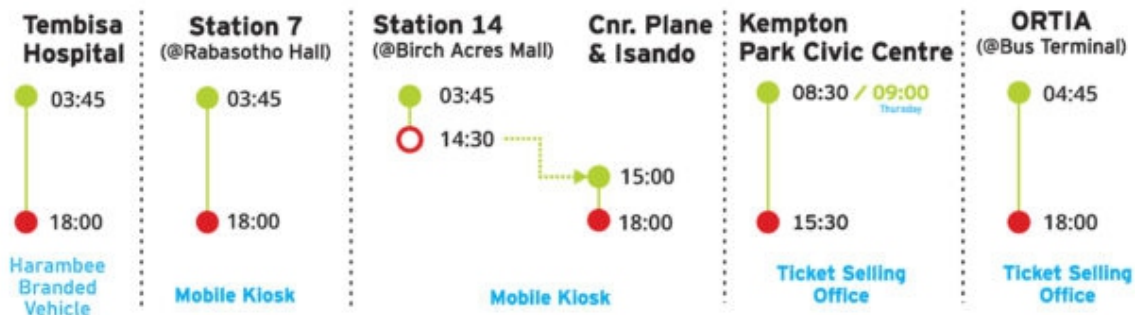 Tembisa
Hospital
03:45
18:00
Harambee
Branded
Vehicle
Station 7
(@Rabasotho Hall)
03:45
18:00
Mobile Kiosk
Station 14
(@Birch Acres Mall)
03:45
14:30
Cnr. Plane
& Isando
15:00
18:00
Mobile Kiosk
Kempton
Park Civic Centre
08:30 / 09:00
Thursday
15:30
Ticket Selling
Office
ORTIA
(@Bus Terminal)
04:45
18:00
Ticket Selling
Office